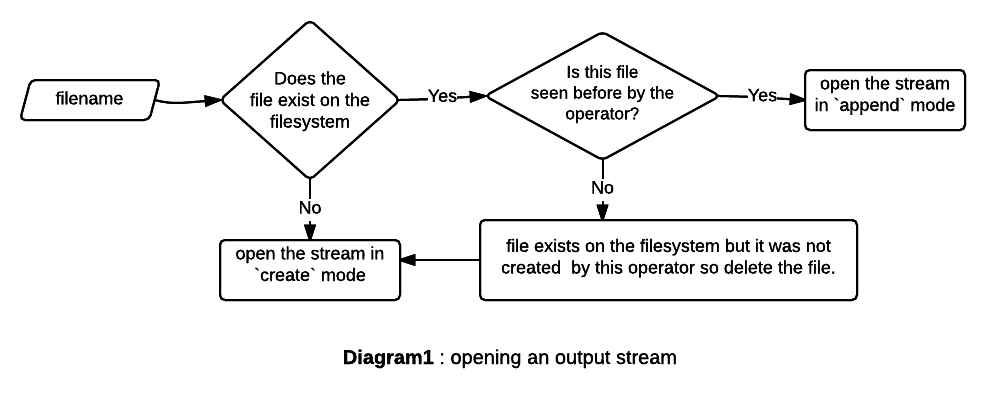 filename
Does the
file exist on the
filesystem
Yes
Is this file
seen before by the
operator?
Yes
open the stream
in `append` mode
No
No
open the stream in
`create` mode
file exists on the filesystem but it was not
created  by this operator so delete the file.
Diagram1 : opening an output stream